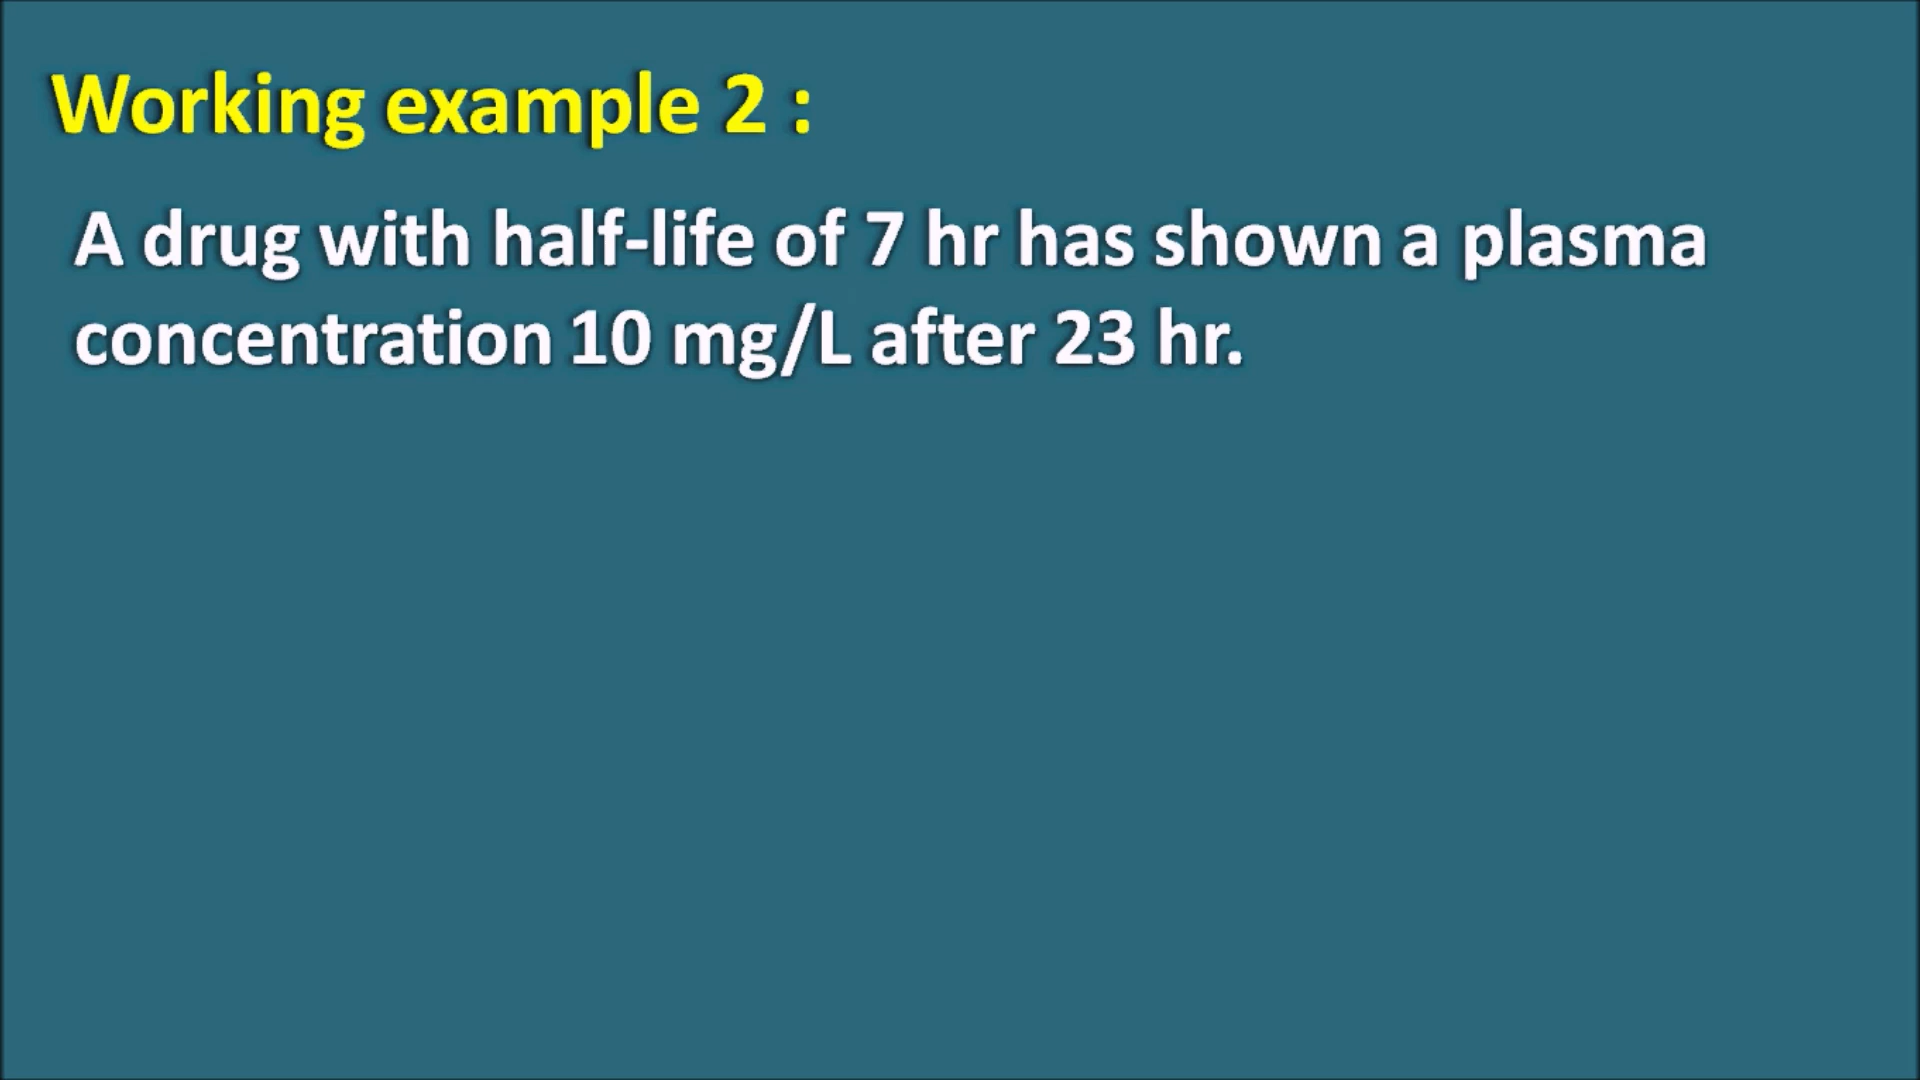 Working example 2 :
A drug with half-life of 7 hr has shown a plasma
concentration 10 mg/L after 23 hr.